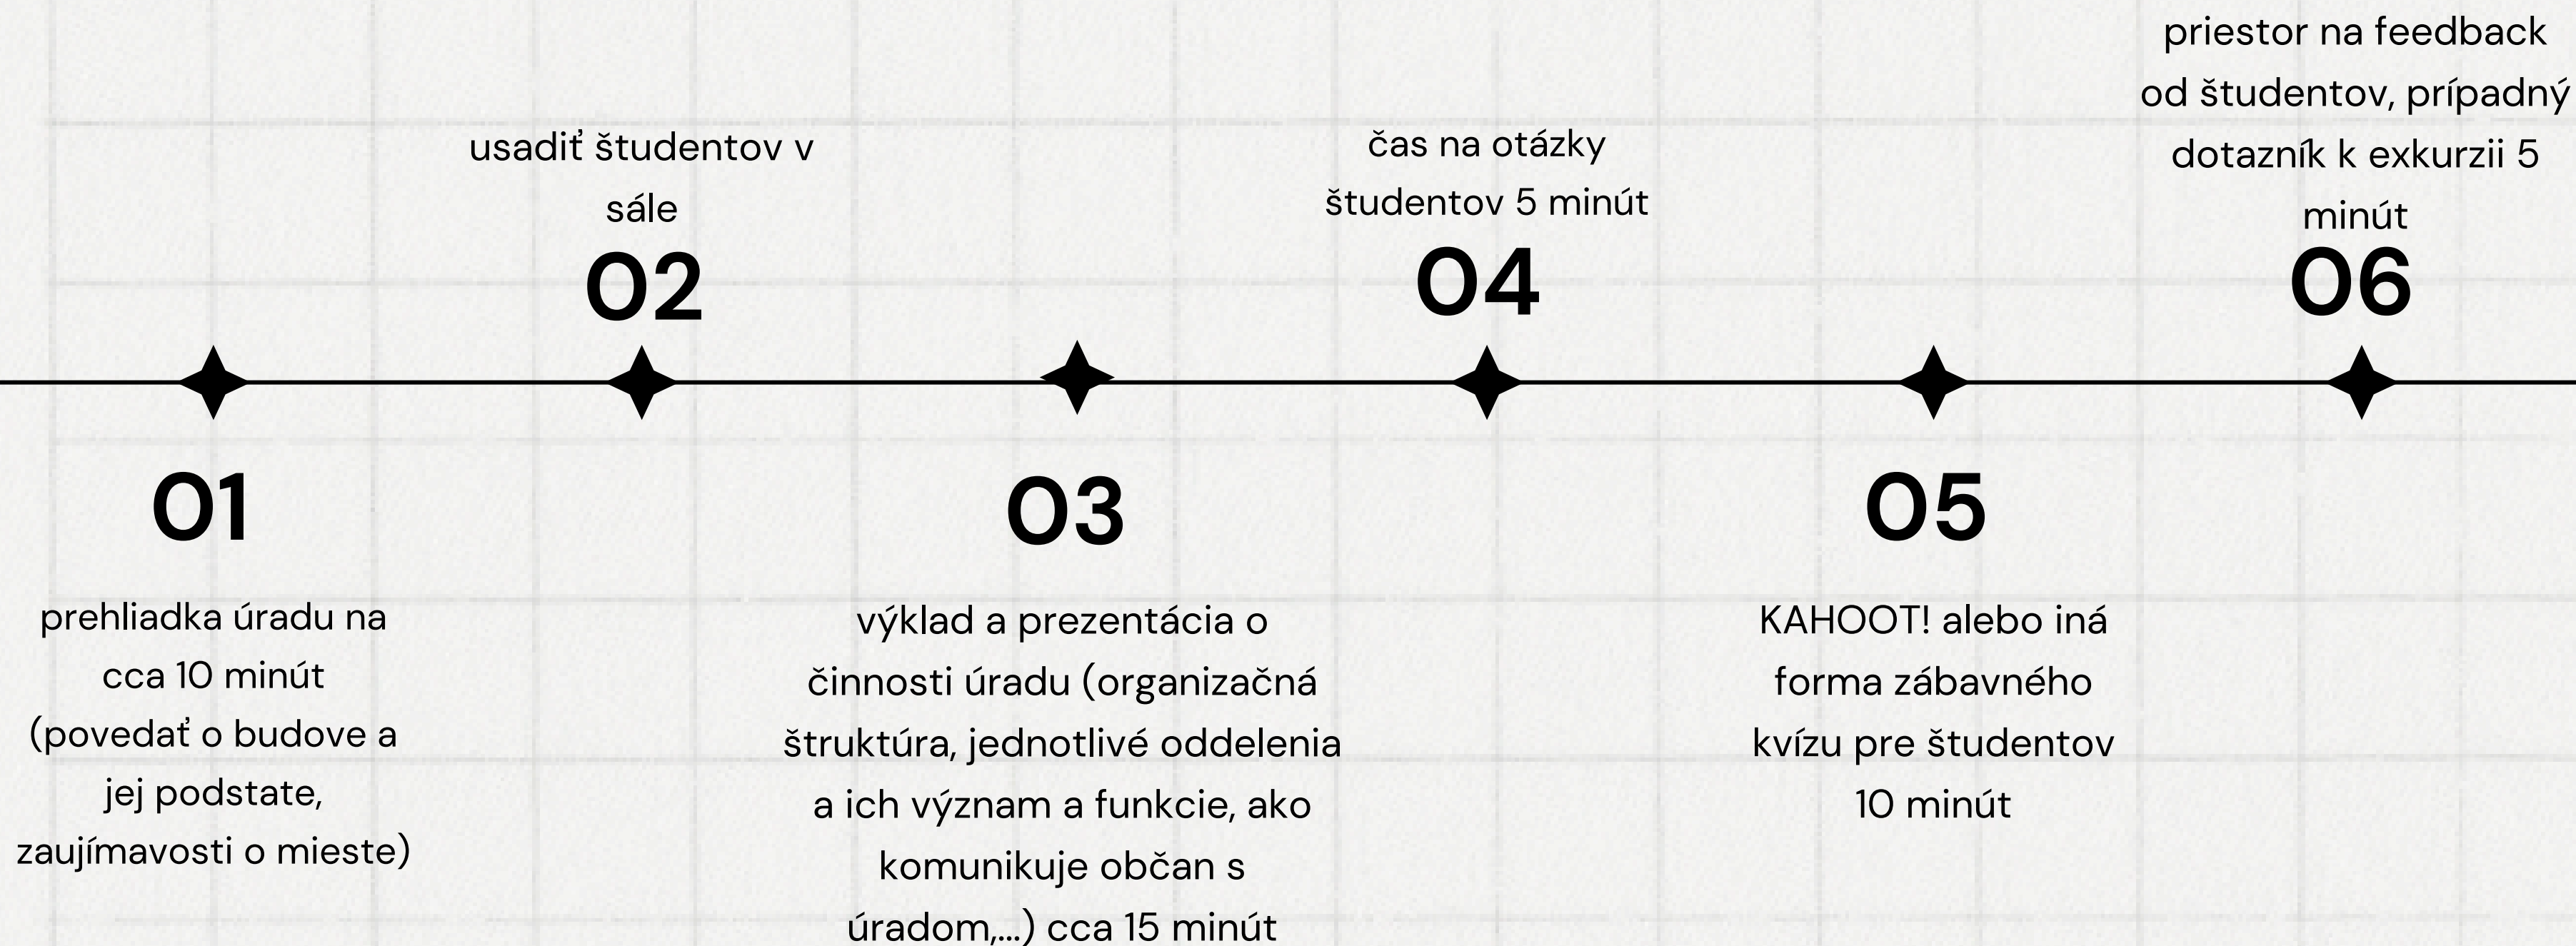 01
prehliadka úradu na
cca 10 minút
(povedať o budove a
jej podstate,
zaujímavosti o mieste)
usadiť študentov v
sále
02
03
výklad a prezentácia o
činnosti úradu (organizačná
štruktúra, jednotlivé oddelenia
a ich význam a funkcie, ako
komunikuje občan s
úradom,...) cca 15 minút
čas na otázky
študentov 5 minút
04
05
KAHOOT! alebo iná
forma zábavného
kvízu pre študentov
10 minút
priestor na feedback
od študentov, prípadný
dotazník k exkurzii 5
minút
06